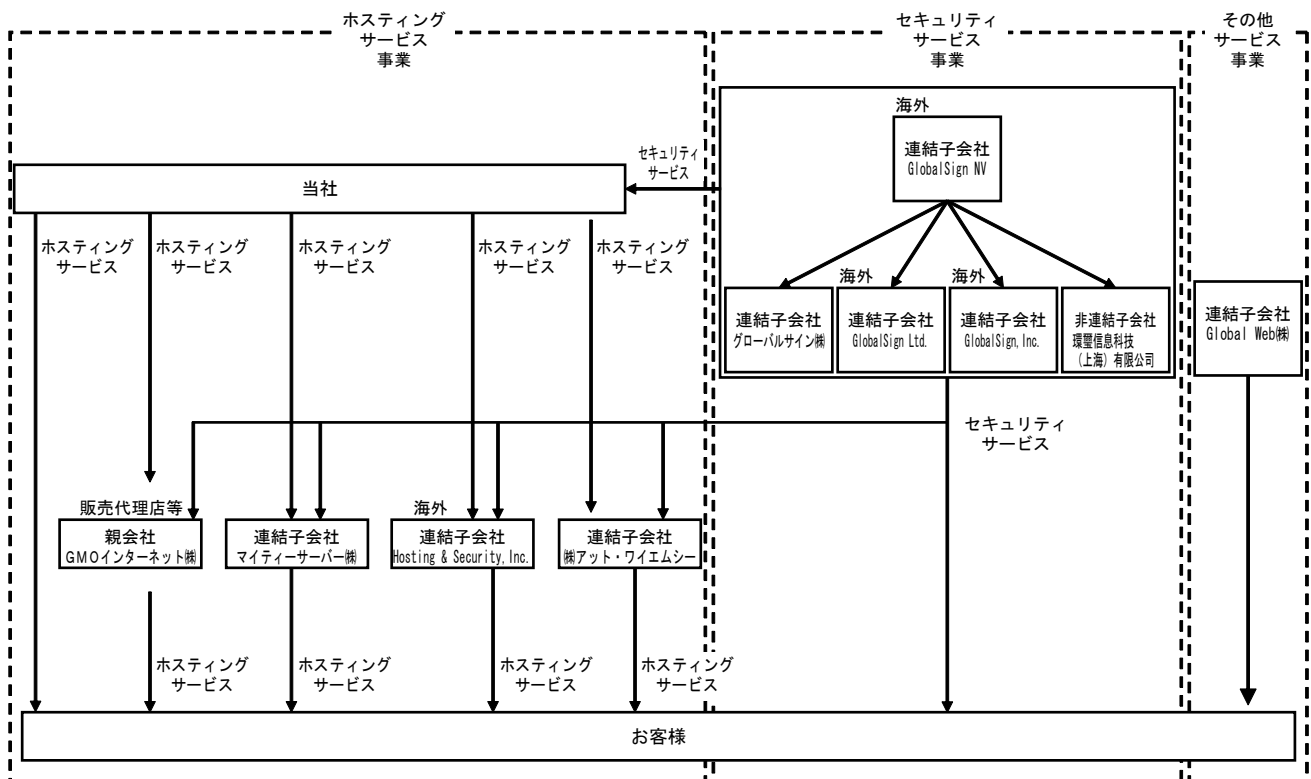 ホスティング
サービス
事業
セキュリティ
サービス
事業
その他
サービス
事業
海外
連結子会社
GlobalSign NV
セキュリティ
サービス
当社
ホスティング
サービス
ホスティング
サービス
ホスティング
サービス
ホスティング
サービス
ホスティング
サービス
海外
海外
連結子会社
グローバルサイン㈱
連結子会社
GlobalSign Ltd.
連結子会社
GlobalSign, Inc.
非連結子会社
環璽信息科技
（上海）有限公司
連結子会社
Global Web㈱
セキュリティ
サービス
販売代理店等
親会社
GMOインターネット㈱
連結子会社
マイティーサーバー㈱
海外
連結子会社
Hosting & Security, Inc.
連結子会社
㈱アット・ワイエムシー
ホスティング
サービス
ホスティング
サービス
ホスティング
サービス
ホスティング
サービス
お客様